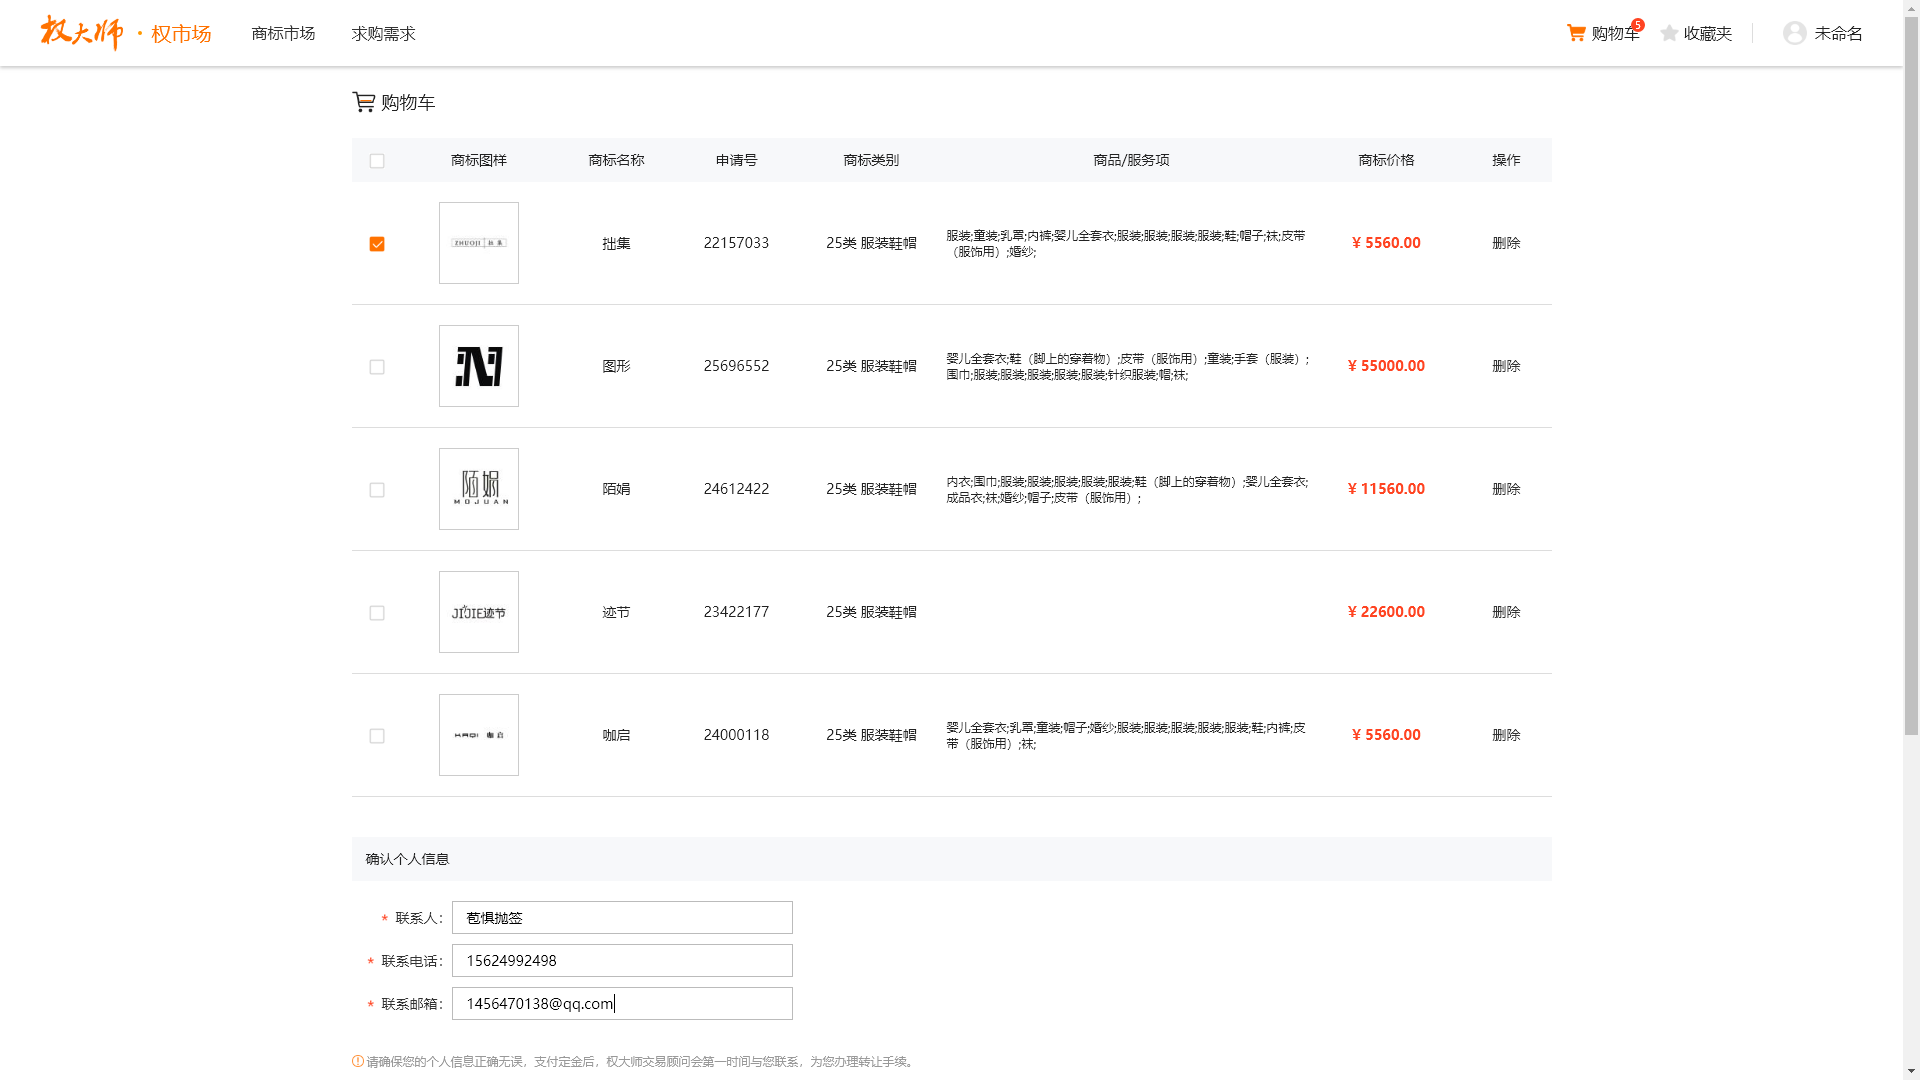 权大师 · 权市场 商标市场 求购需求 购物车 5 收藏夹 未命名
购物车
商标图样 商标名称 申请号 商标类别 商品/服务项 商标价格 操作
ZHUOJI 拙集 拙集 22157033 25类 服装鞋帽 服装;童装;乳罩;内裤;婴儿全套衣;服装;服装;服装;服装;鞋;帽子;袜;皮带
（服饰用）;婚纱; ¥ 5560.00 删除
图形 25696552 25类 服装鞋帽 婴儿全套衣;鞋（脚上的穿着物）;皮带（服饰用）;童装;手套（服装）;
围巾;服装;服装;服装;服装;服装;针织服装;帽;袜; ¥ 55000.00 删除
陌娟
MOJUAN
陌娟 24612422 25类 服装鞋帽 内衣;围巾;服装;服装;服装;服装;服装;鞋（脚上的穿着物）;婴儿全套衣;
成品衣;袜;婚纱;帽子;皮带（服饰用）; ¥ 11560.00 删除
JIJIE迹节 迹节 23422177 25类 服装鞋帽 ¥ 22600.00 删除
KAQI 咖启 咖启 24000118 25类 服装鞋帽 婴儿全套衣;乳罩;童装;帽子;婚纱;服装;服装;服装;服装;服装;鞋;内裤;皮
带（服饰用）;袜; ¥ 5560.00 删除
确认个人信息
* 联系人： 苞惧抛签
* 联系电话： 15624992498
* 联系邮箱： 1456470138@qq.com
请确保您的个人信息正确无误，支付定金后，权大师交易顾问会第一时间与您联系，为您办理转让手续。